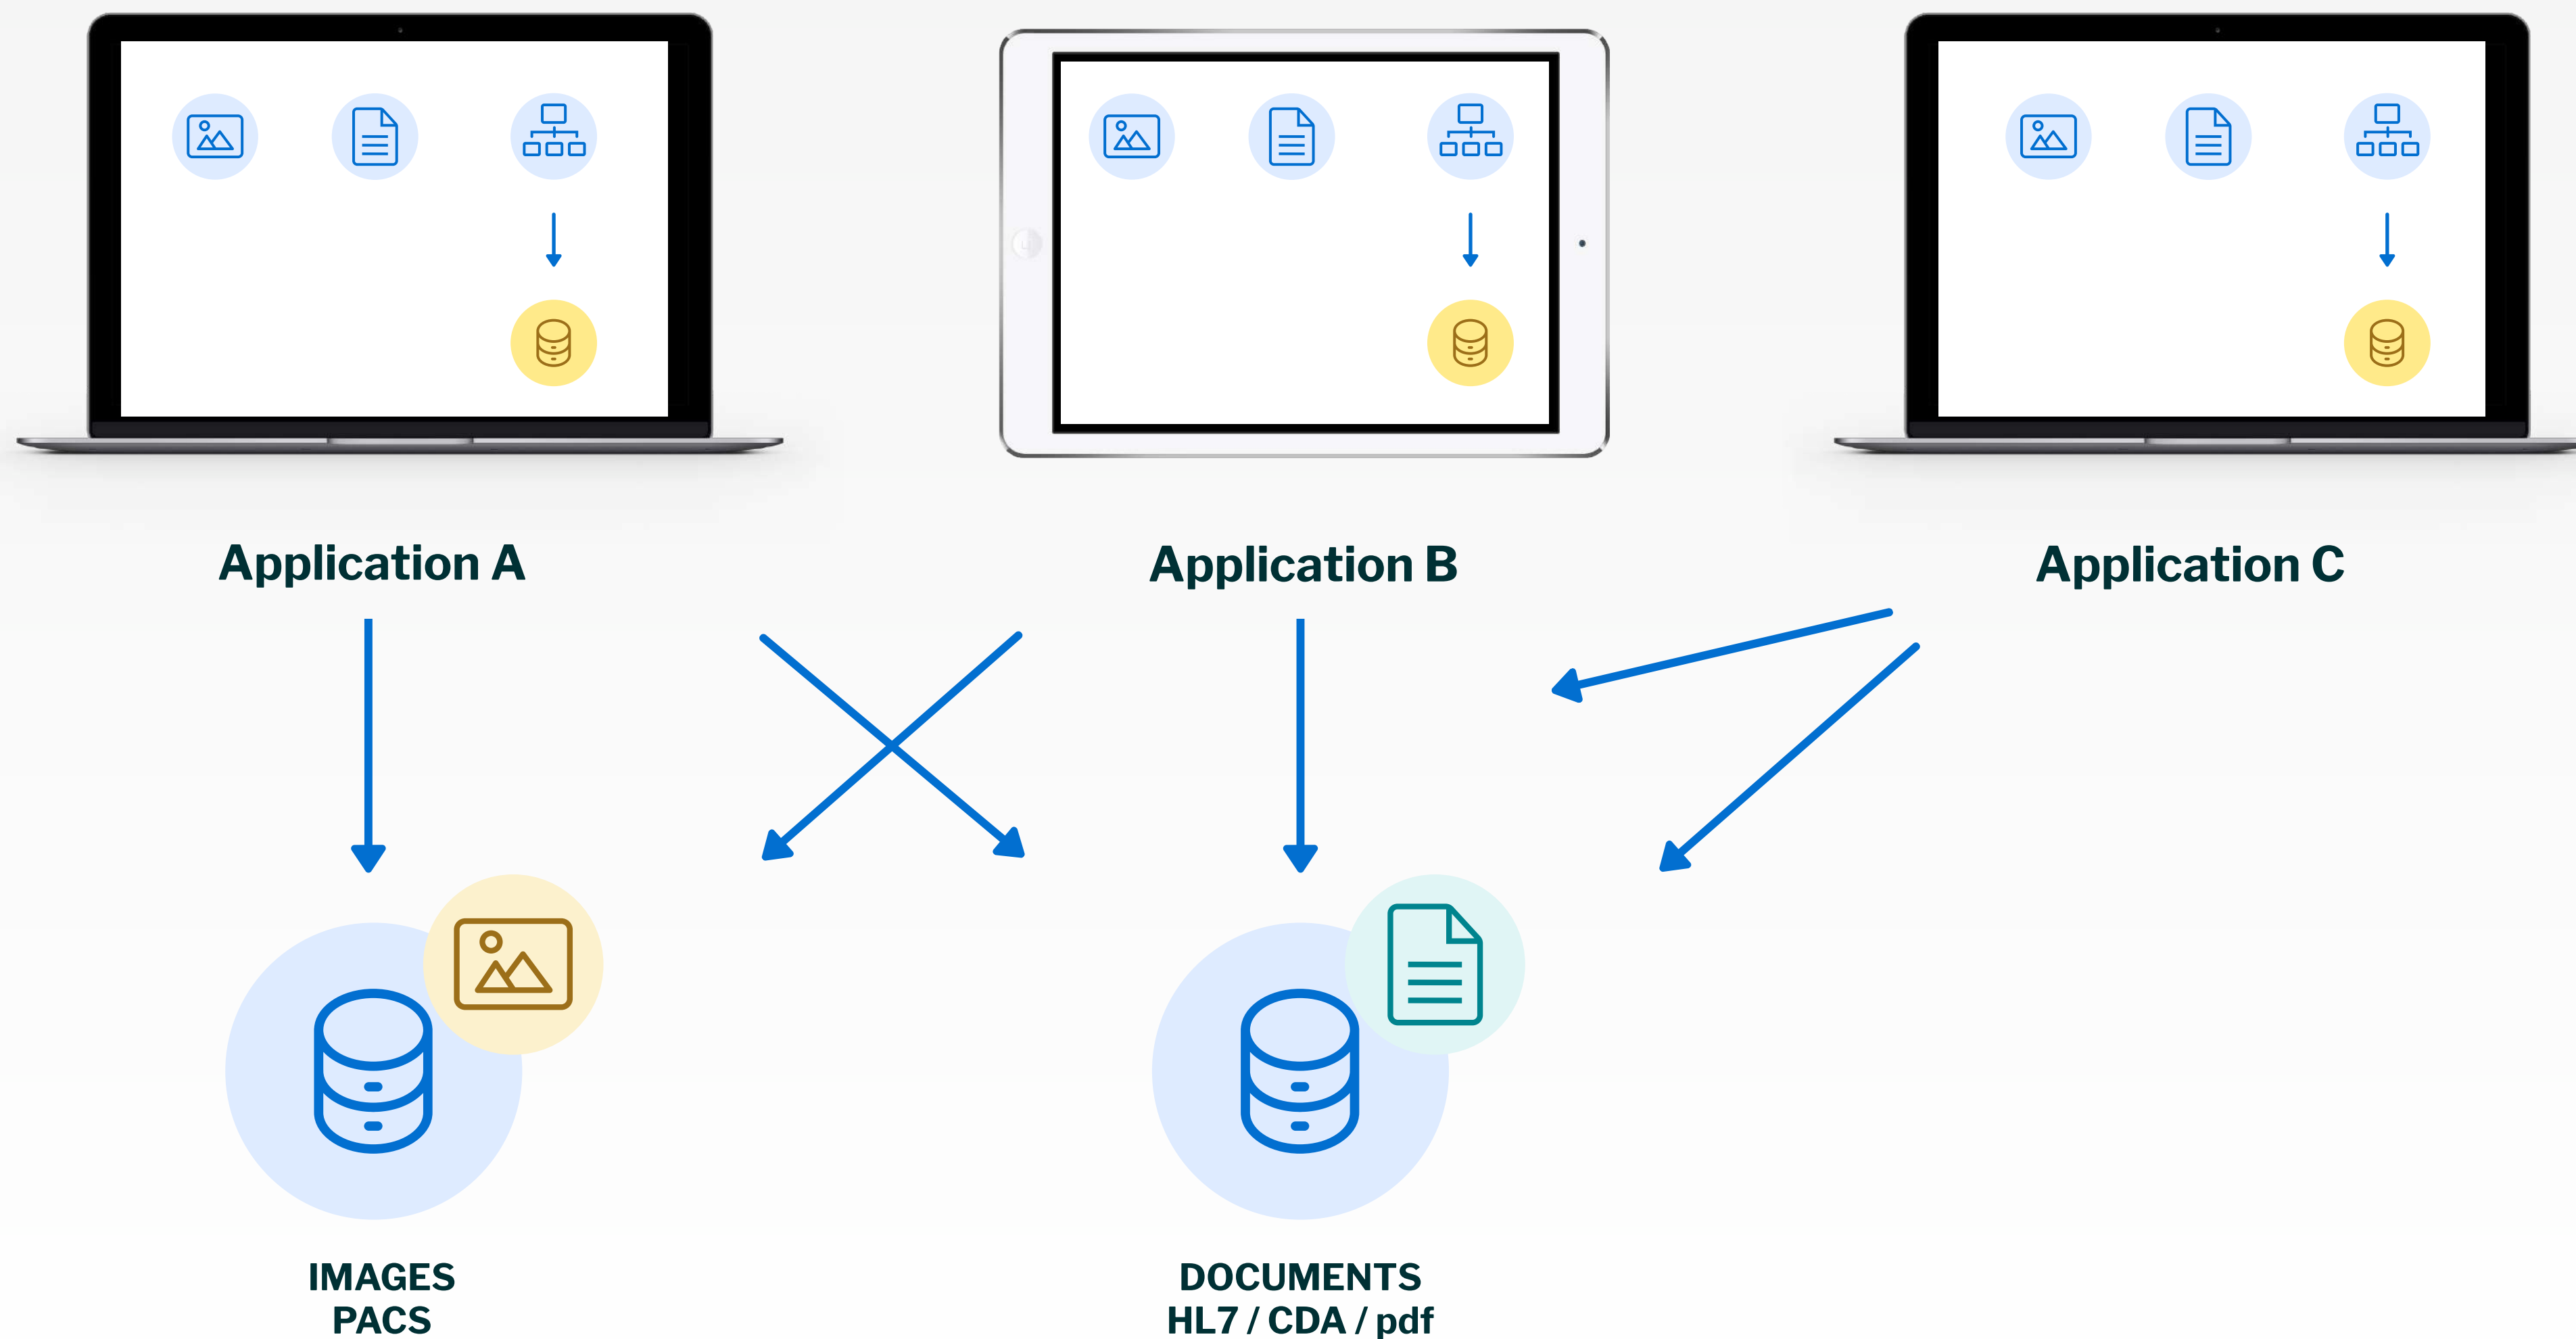 Application A
Application B
Application C
IMAGES
PACS
DOCUMENTS
HL7 / CDA / pdf